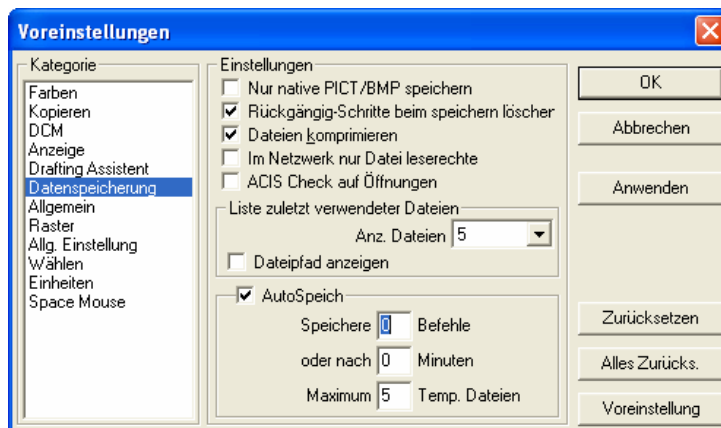 Voreinstellungen
Kategorie
Farben
Kopieren
DCM
Anzeige
Drafting Assistent
Datenspeicherung
Allgemein
Raster
Allg. Einstellung
Wählen
Einheiten
Space Mouse
Einstellungen
Nur native PICT/BMP speichern
Rückgängig-Schritte beim speichern löscher
Dateien komprimieren
Im Netzwerk nur Datei leserechte
ACIS Check auf Öffnungen
Liste zuletzt verwendeter Dateien
Anz. Dateien 5
Dateipfad anzeigen
AutoSpeich
Speichere 0 Befehle
oder nach 0 Minuten
Maximum 5 Temp. Dateien
OK
Abbrechen
Anwenden
Zurücksetzen
Alles Zurücks.
Voreinstellung